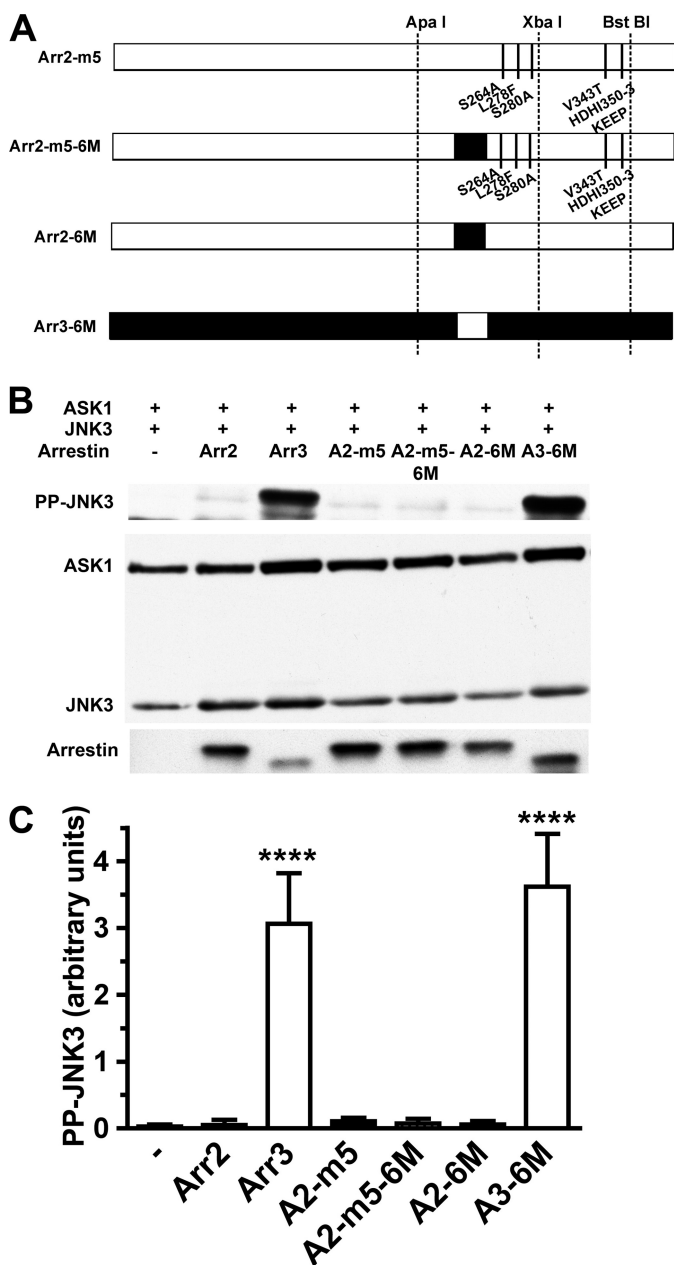 A
Apa I Xba I Bst BI
Arr2-m5
S264A L278F S280A V343T HDHI350-3 KEEP
Arr2-m5-6M
S264A L278F S280A V343T HDHI350-3 KEEP
Arr2-6M
Arr3-6M
B
ASK1 + + + + + + +
JNK3 + + + + + + +
Arrestin - Arr2 Arr3 A2-m5 A2-m5- A2-6M A3-6M
6M
PP-JNK3
ASK1
JNK3
Arrestin
C
PP-JNK3 (arbitrary units)
**** ****
4
3
2
1
0
- Arr2 Arr3 A2-m5 A2-m5-6M A2-6M A3-6M